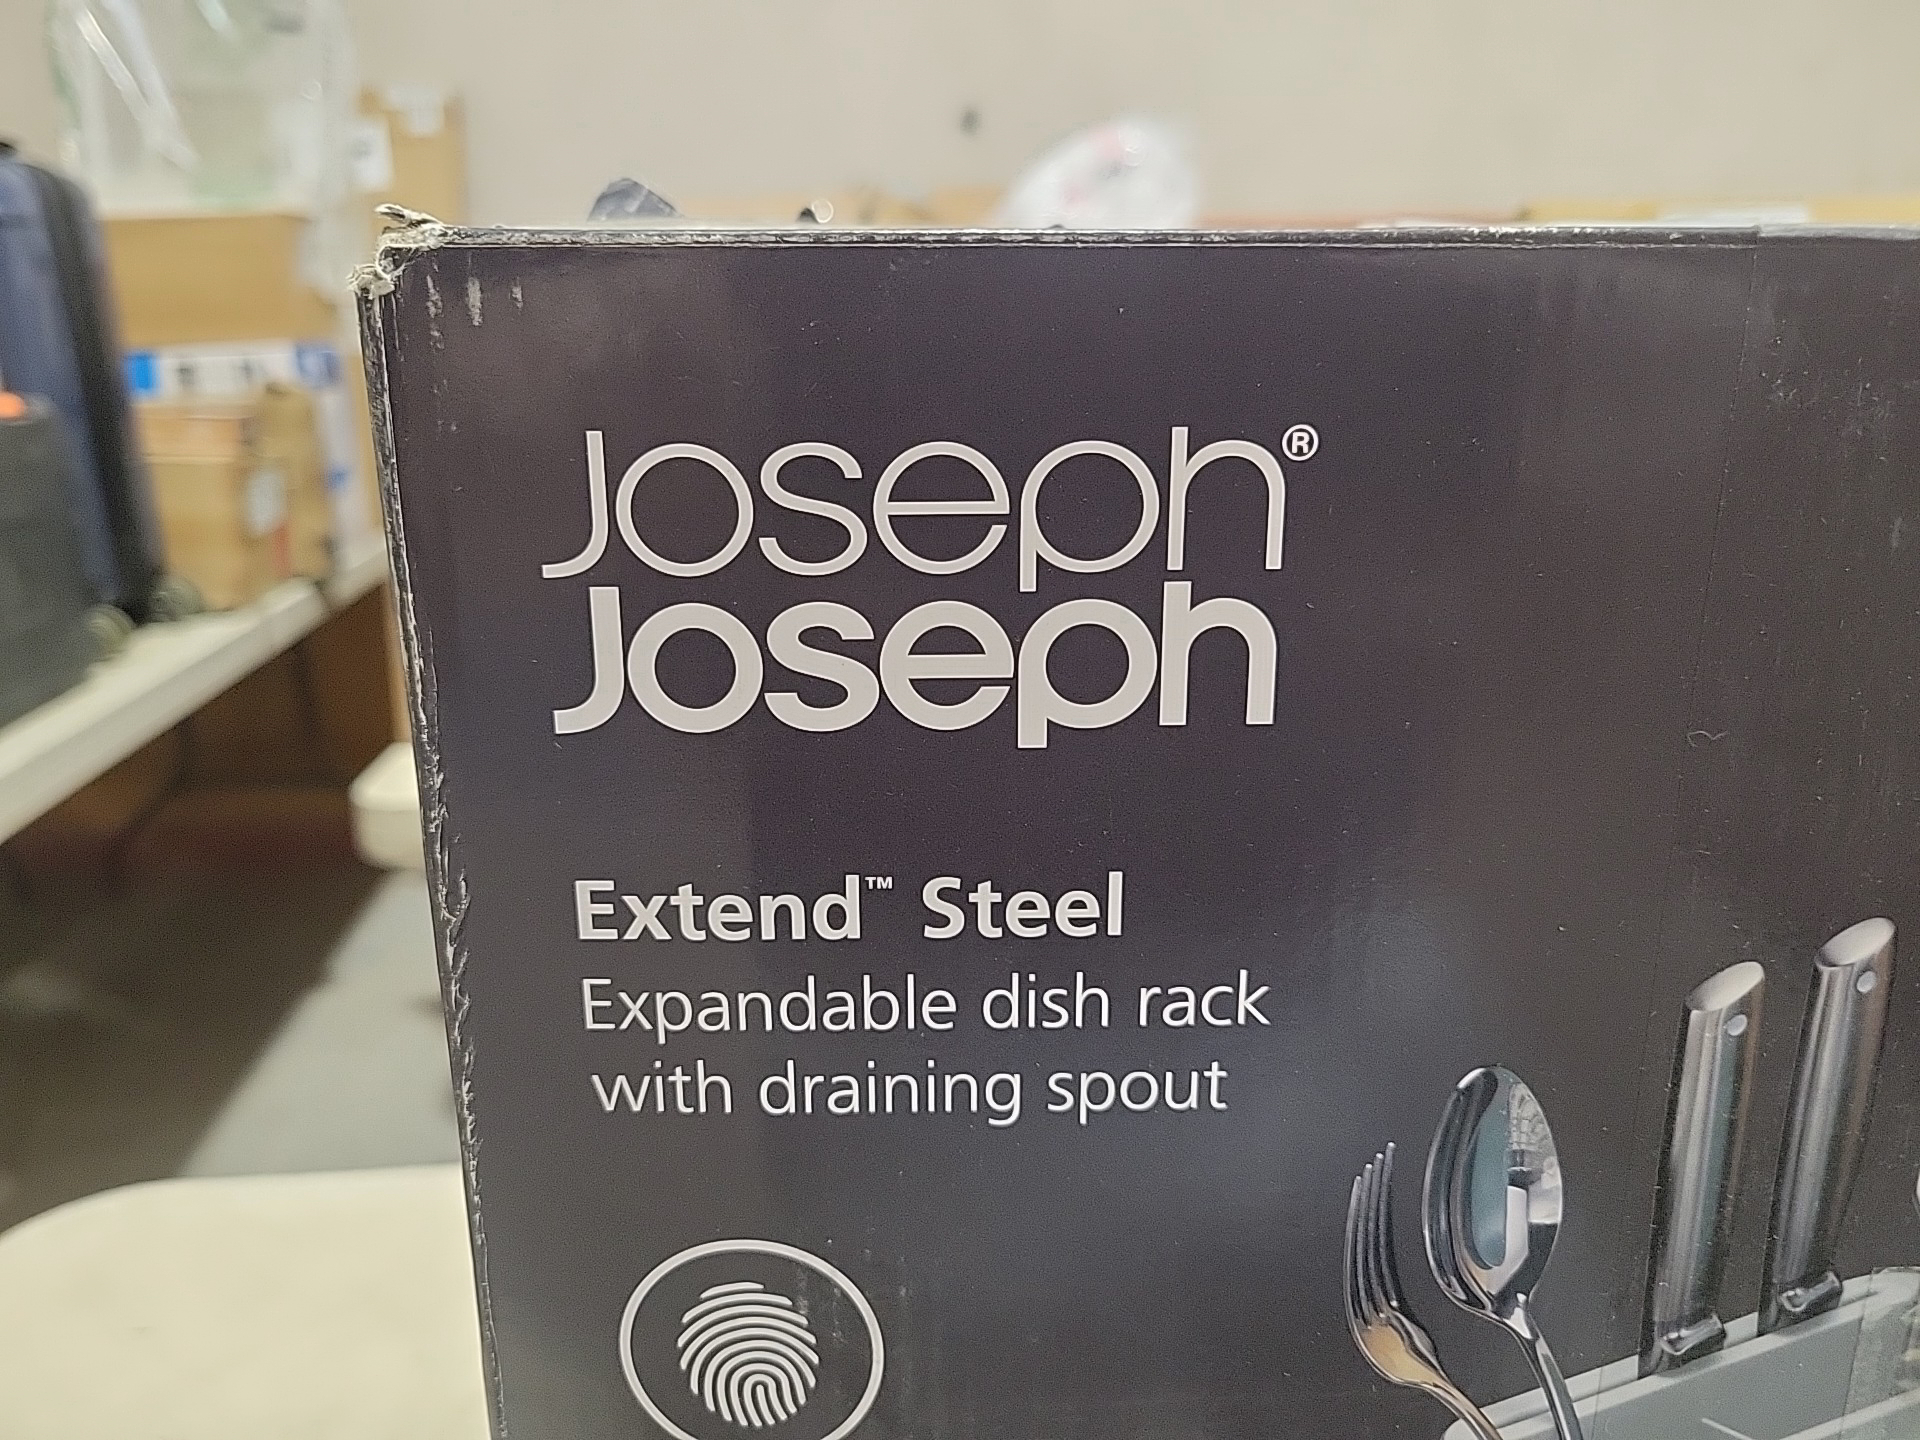 Joseph®
Joseph
Extend™ Steel
Expandable dish rack
with draining spout